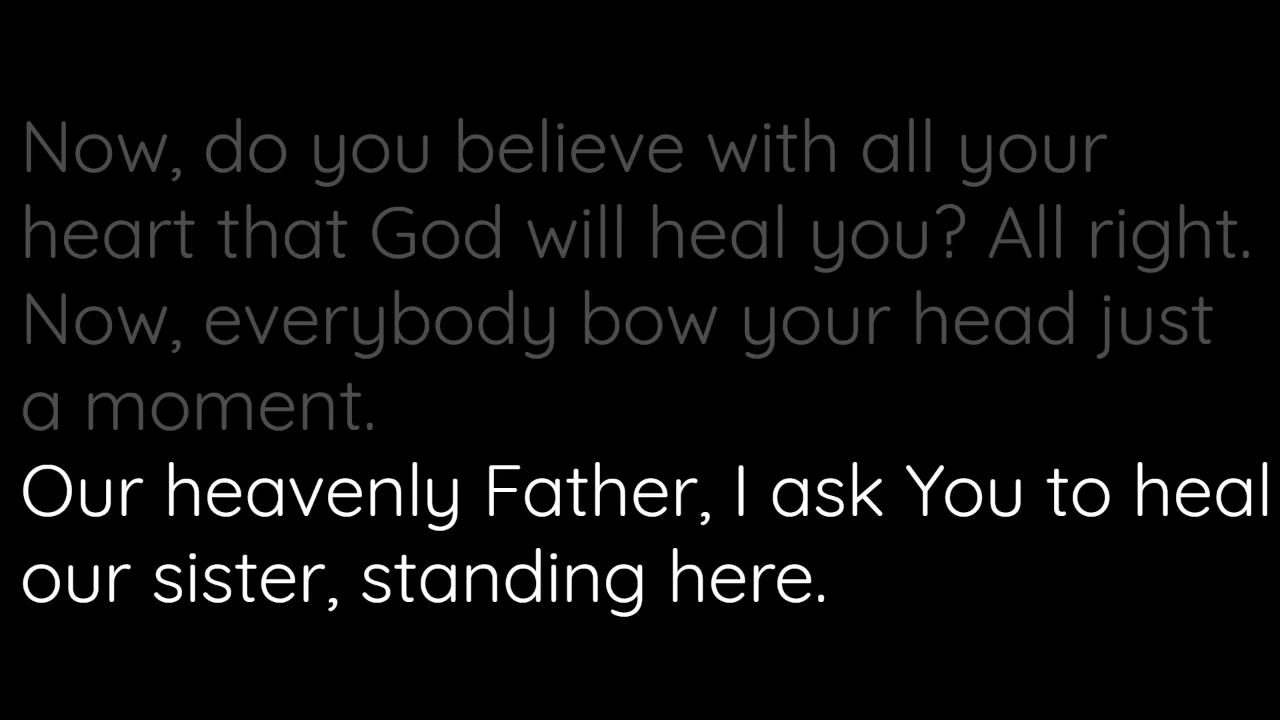 Now, do you believe with all your
heart that God will heal you? All right.
Now, everybody bow your head just
a moment.
Our heavenly Father, I ask You to heal
our sister, standing here.